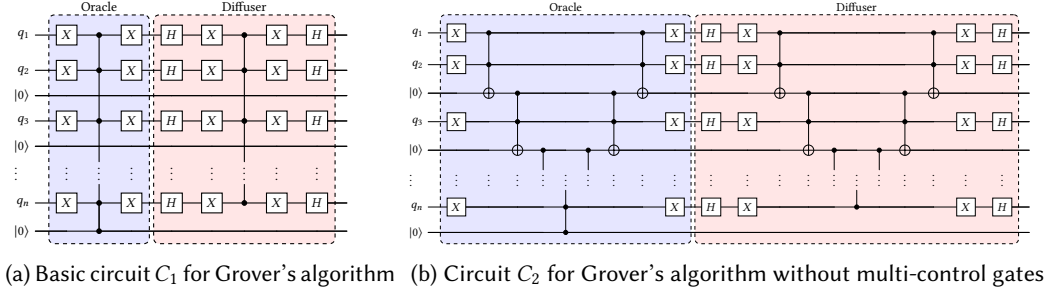 Oracle Diffuser Oracle Diffuser
q₁ X X H X X H q₁ X H X X H
q₂ X X H X X H q₂ X X H X X H
|0⟩ |0⟩
q₃ X X H X X H q₃ X X H X X H
|0⟩ |0⟩
⋮ ⋮ ⋮ ⋮ ⋮ ⋮ ⋮ ⋮ ⋮ ⋮ ⋮ ⋮ ⋮ ⋮ ⋮ ⋮
qₙ X X H X X H qₙ X X H X X H
|0⟩ |0⟩
(a) Basic circuit C₁ for Grover's algorithm (b) Circuit C₂ for Grover's algorithm without multi-control gates